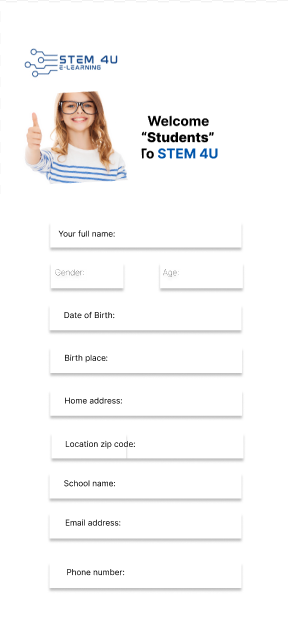 STEM 4U
E-LEARNING
Welcome
“Students”
To STEM 4U
Your full name:
Gender:
Age:
Date of Birth:
Birth place:
Home address:
Location zip code:
School name:
Email address:
Phone number: